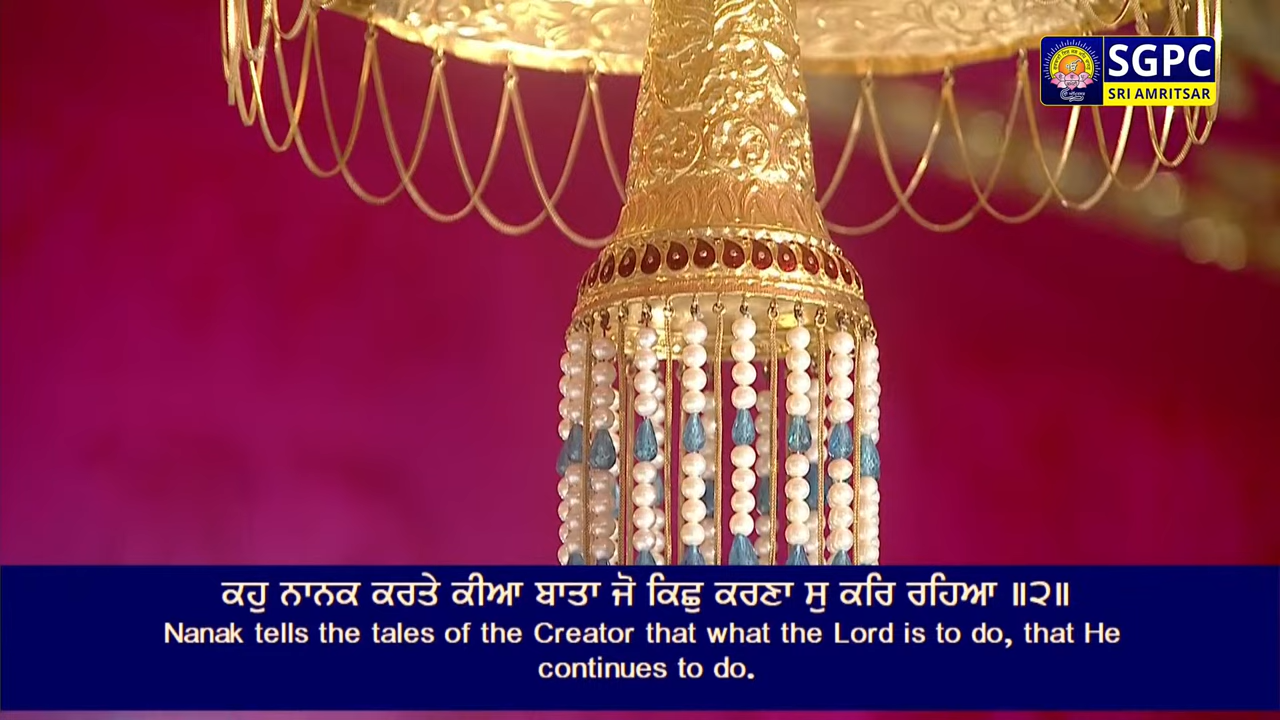 SGPC
SRI AMRITSAR
ਕਹੁ ਨਾਨਕ ਕਰਤੇ ਕੀਆ ਬਾਤਾ ਜੋ ਕਿਛੁ ਕਰਣਾ ਸੁ ਕਰਿ ਰਹਿਆ ॥੨॥
Nanak tells the tales of the Creator that what the Lord is to do, that He
continues to do.